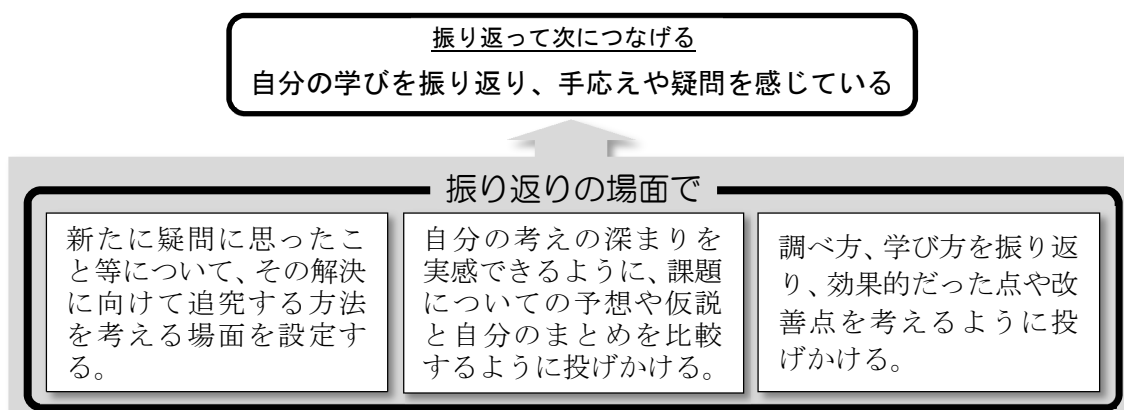 振り返って次につなげる
自分の学びを振り返り、手応えや疑問を感じている
振り返りの場面で
新たに疑問に思ったこ
と等について、その解決
に向けて追究する方法
を考える場面を設定す
る。
自分の考えの深まりを
実感できるように、課題
についての予想や仮説
と自分のまとめを比較
するように投げかける。
調べ方、学び方を振り返
り、効果的だった点や改
善点を考えるように投
げかける。